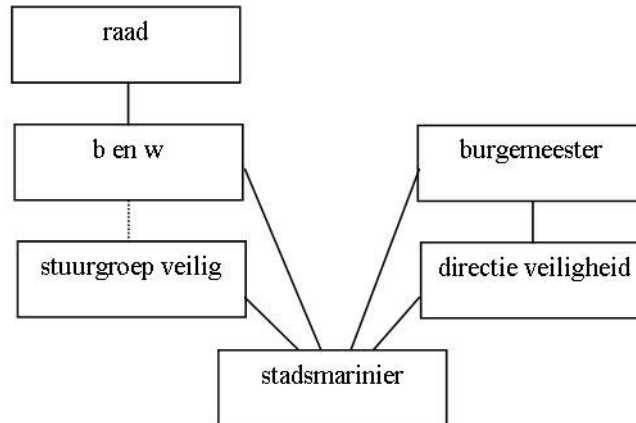 raad
b en w
burgemeester
stuurgroep veilig
directie veiligheid
stadsmarinier